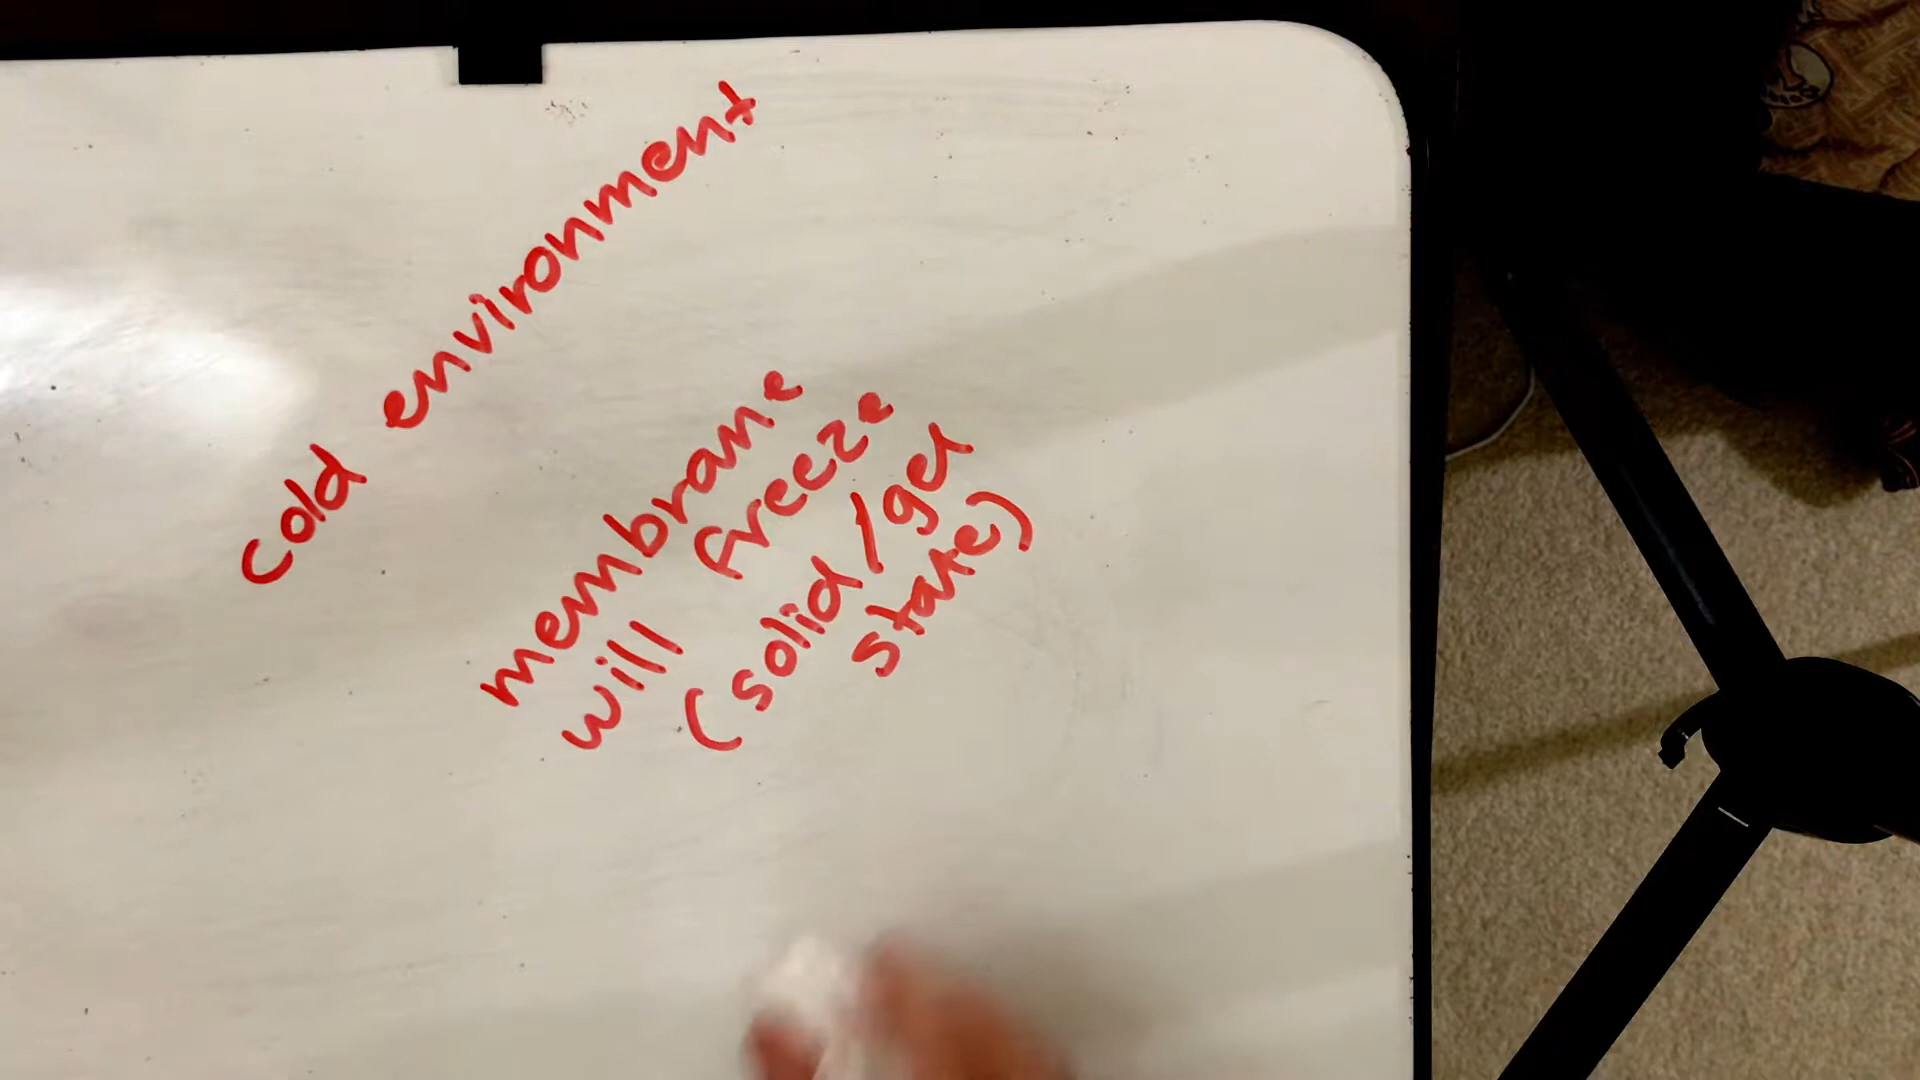 cold environment
membrane
will freeze
(solid/gel
state)